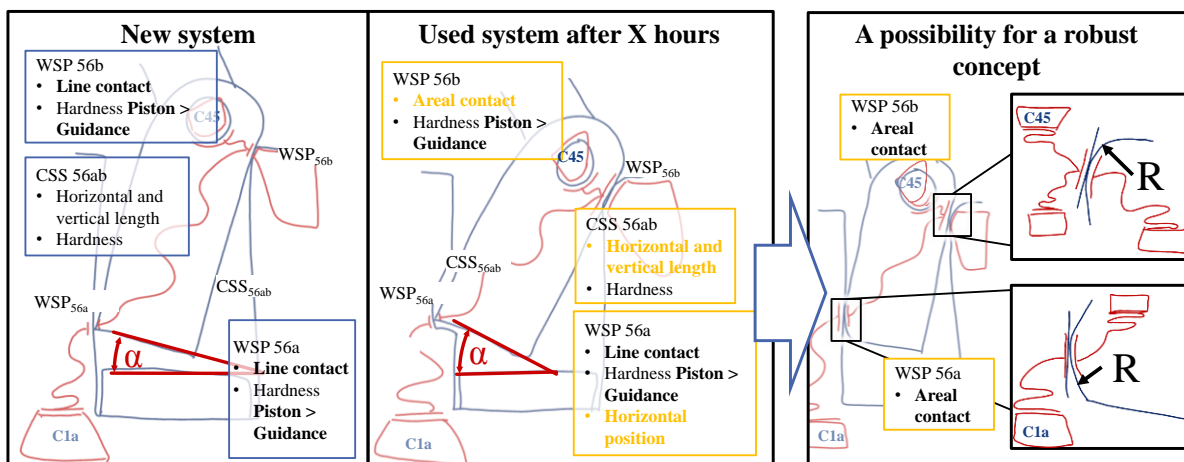 New system
WSP 56b
• Line contact
• Hardness Piston >
Guidance
C45
WSP56b
CSS 56ab
• Horizontal and
vertical length
• Hardness
WSP56a
CSS56ab
α
WSP 56a
• Line contact
• Hardness
Piston >
Guidance
C1a
Used system after X hours
WSP 56b
• Areal contact
• Hardness Piston >
Guidance
C45
WSP56b
CSS 56ab
• Horizontal and
vertical length
• Hardness
CSS56ab
WSP56a
α
WSP 56a
• Line contact
• Hardness Piston >
Guidance
• Horizontal
position
C1a
A possibility for a robust
concept
WSP 56b
• Areal
contact
C45
C45
R
WSP 56a
• Areal
contact
C1a
R
C1a